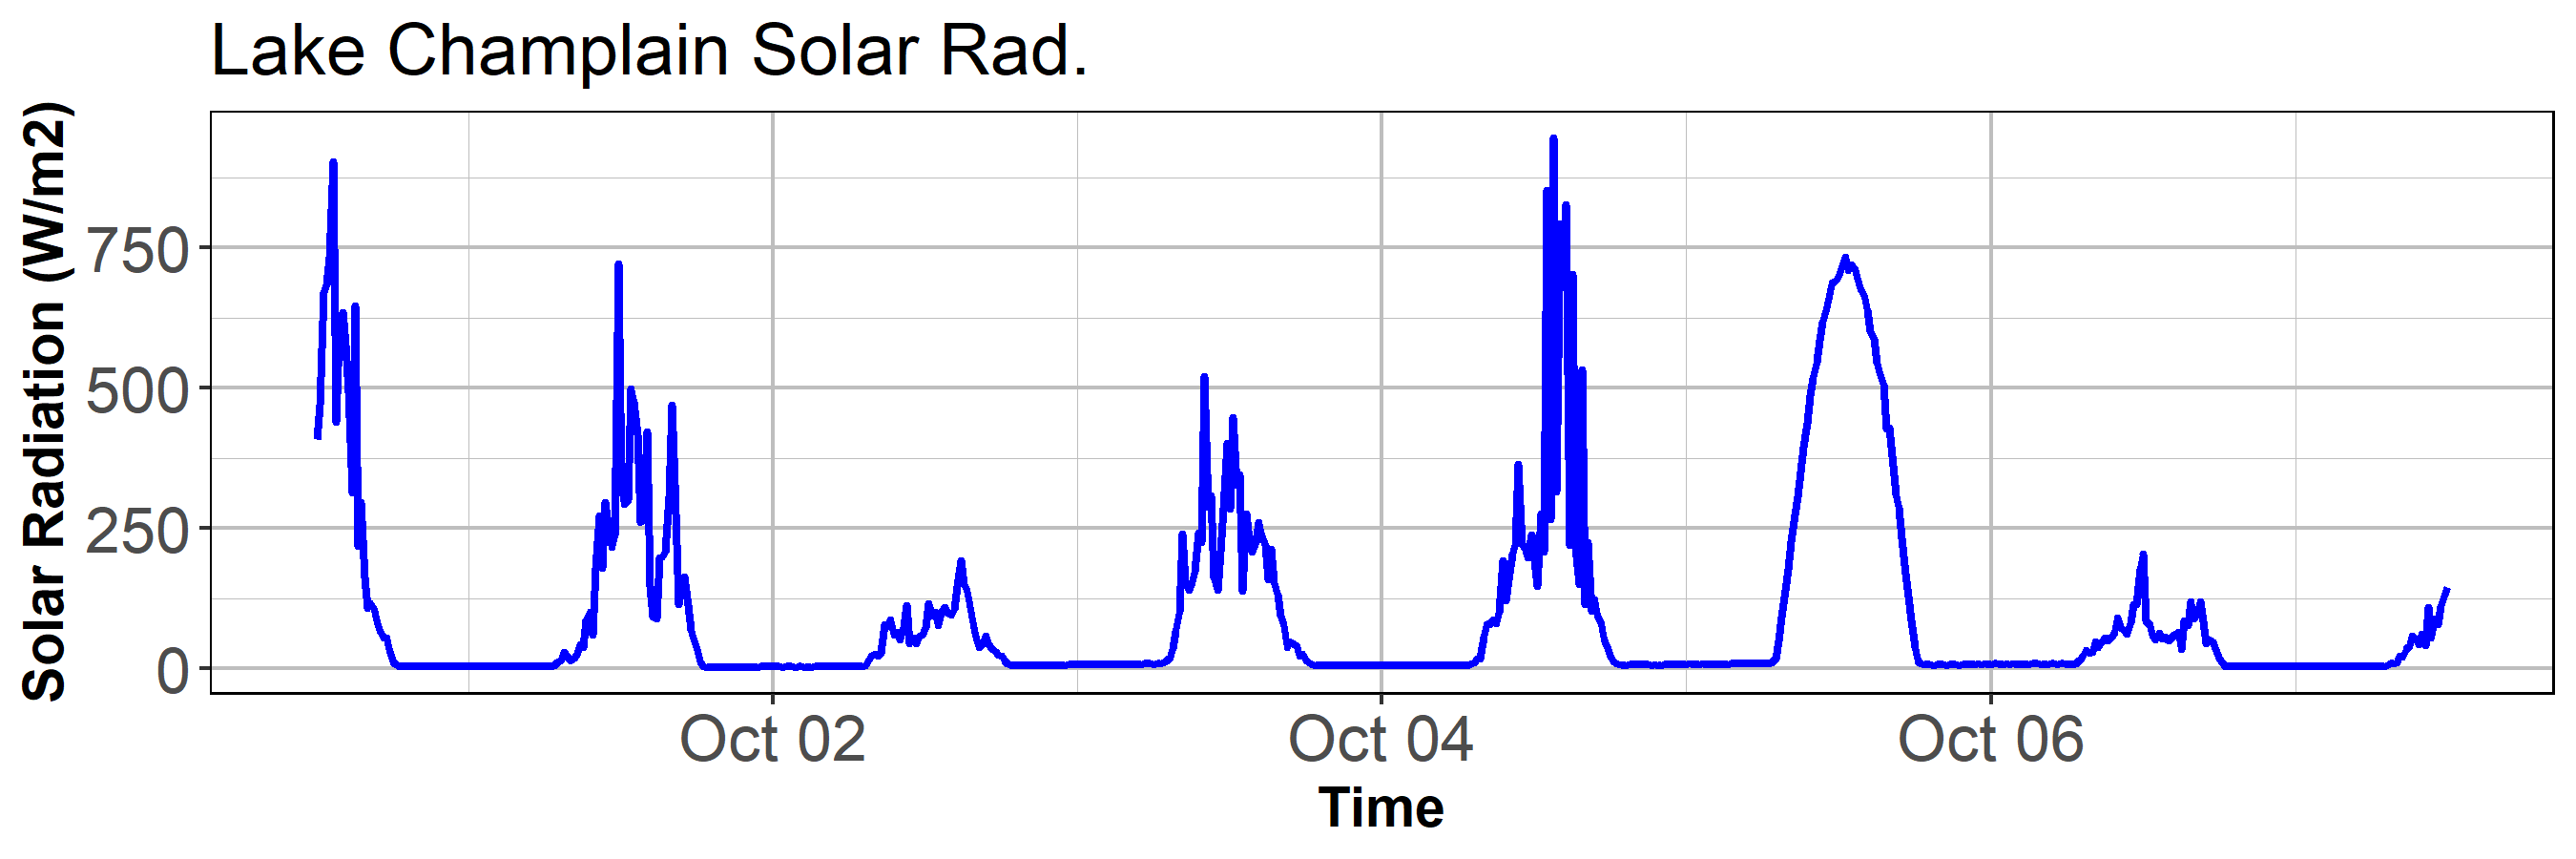 Lake Champlain Solar Rad.
Solar Radiation (W/m2)
750
500
250
0
Oct 02 Oct 04 Oct 06
Time